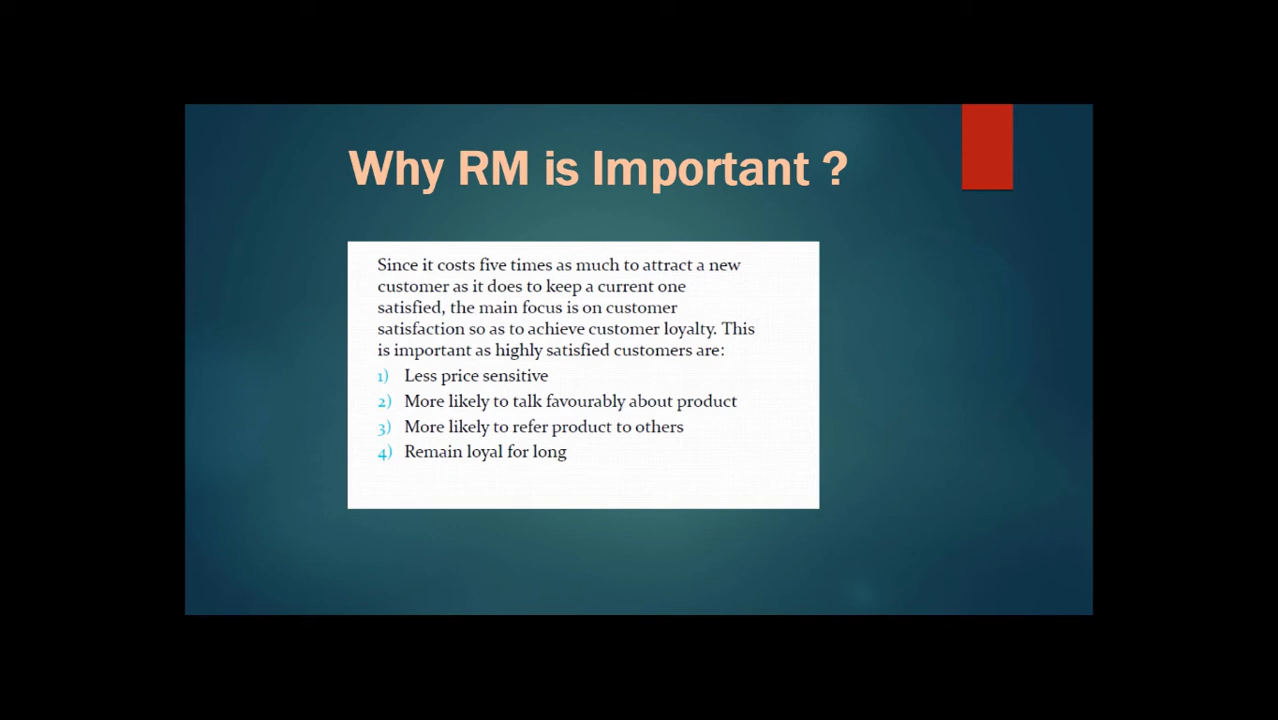 Why RM is Important ?
Since it costs five times as much to attract a new
customer as it does to keep a current one
satisfied, the main focus is on customer
satisfaction so as to achieve customer loyalty. This
is important as highly satisfied customers are:
1) Less price sensitive
2) More likely to talk favourably about product
3) More likely to refer product to others
4) Remain loyal for long